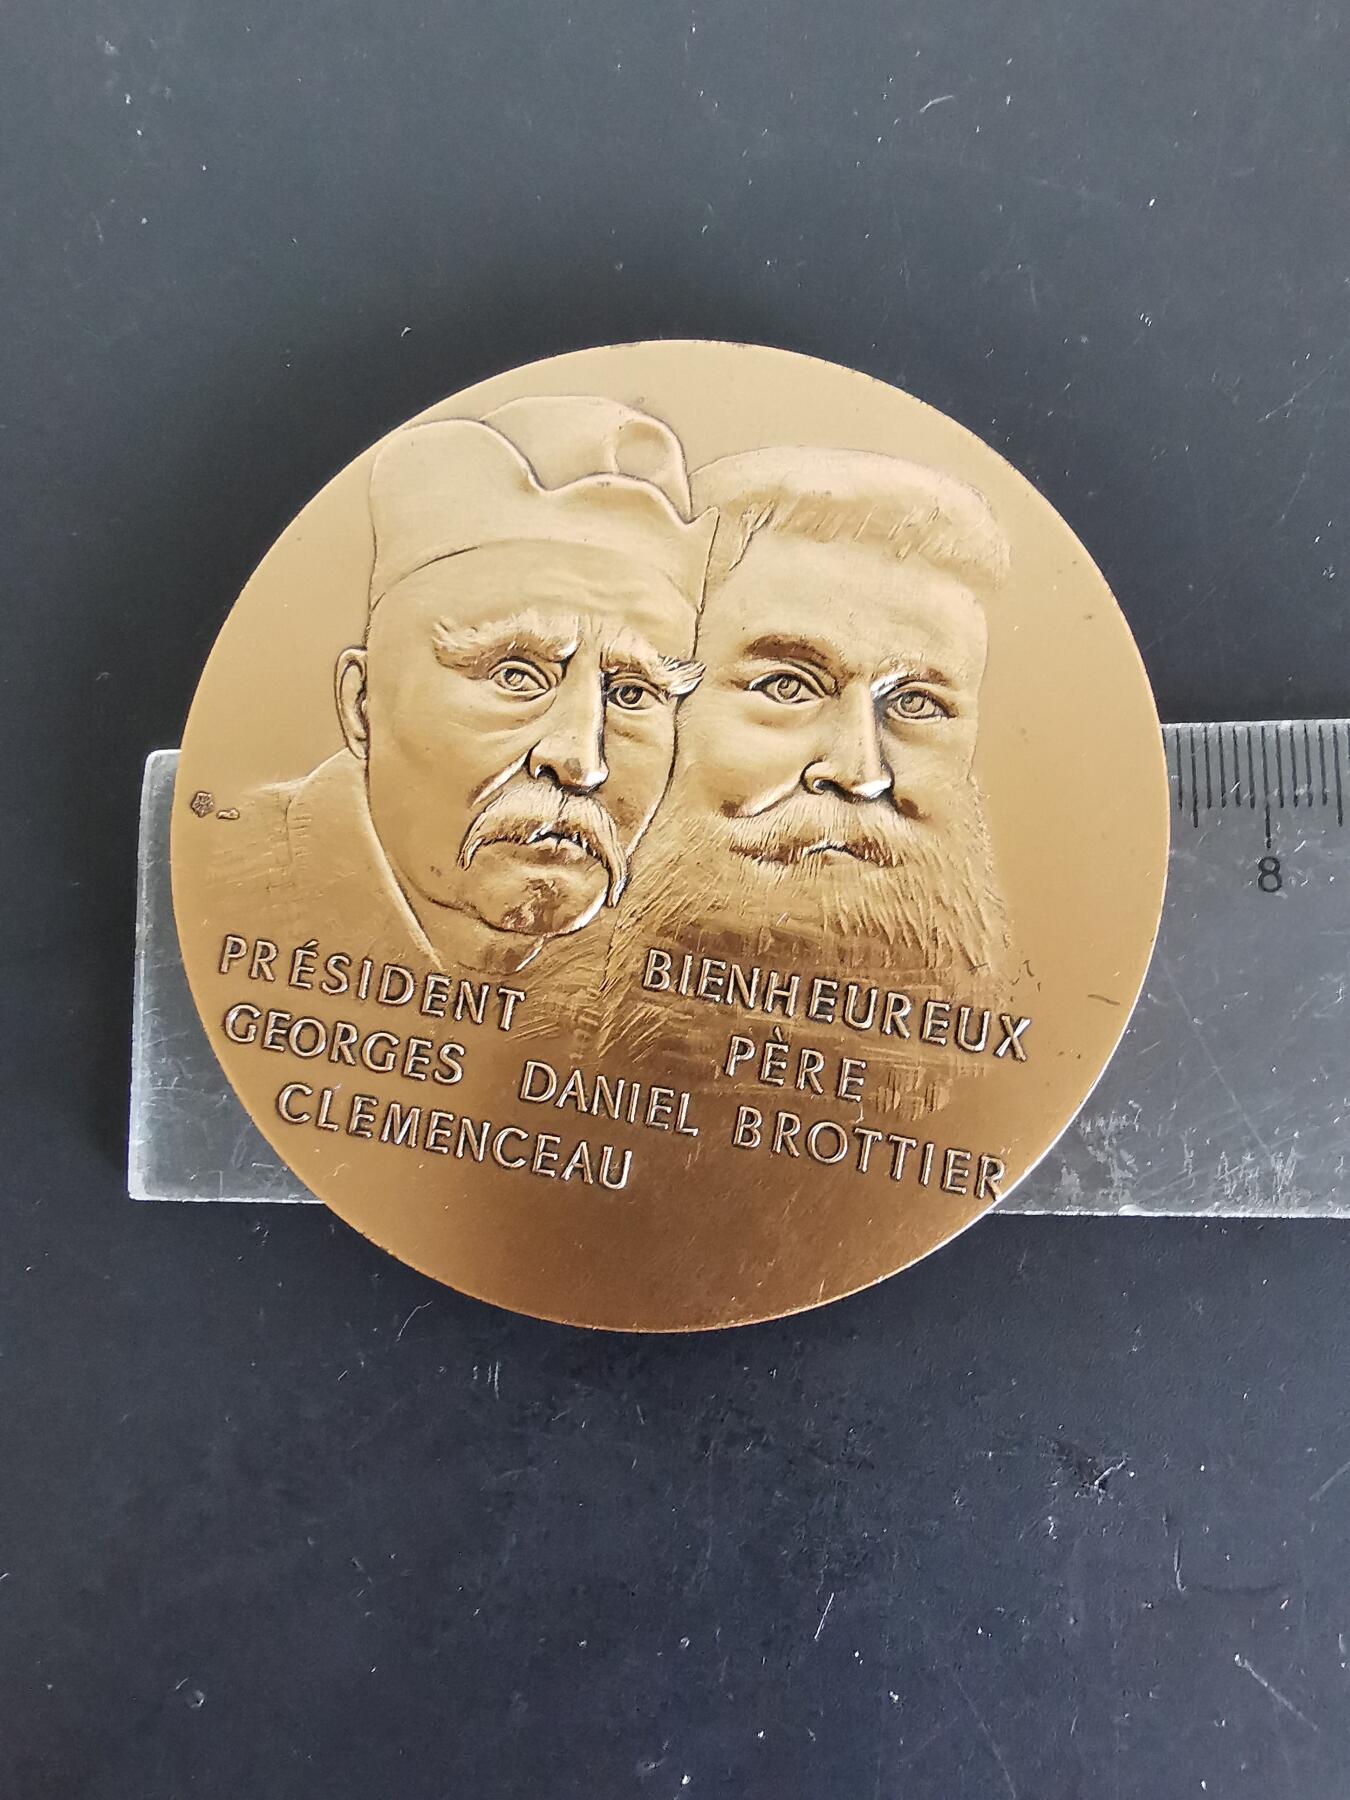 PRÉSIDENT
GEORGES
CLEMENCEAU
BIENHEUREUX
PÈRE
DANIEL BROTTIER
8